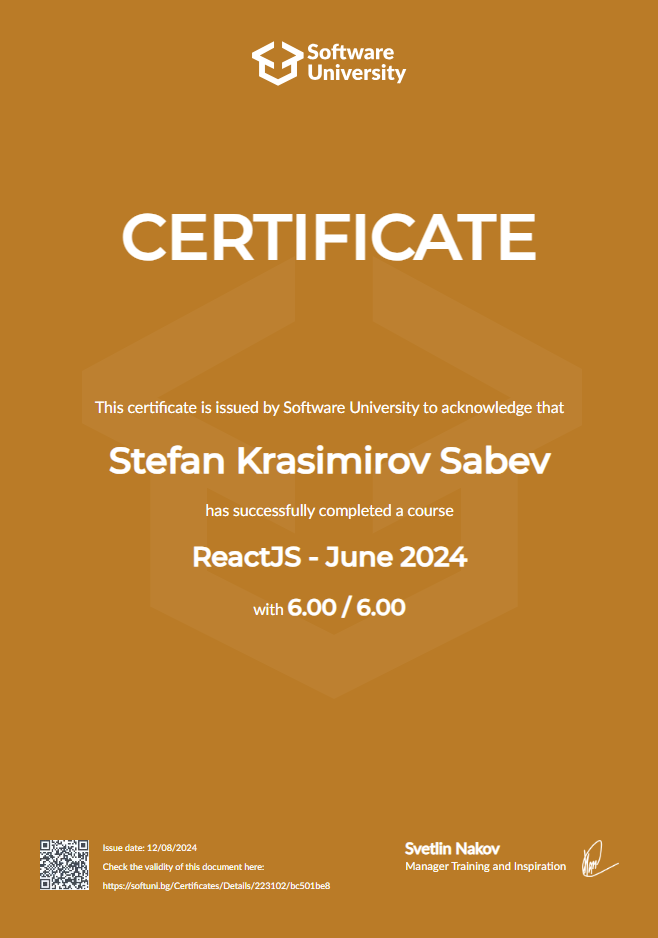 Software
University
CERTIFICATE
This certificate is issued by Software University to acknowledge that
Stefan Krasimirov Sabev
has successfully completed a course
ReactJS - June 2024
with 6.00 / 6.00
Issue date: 12/08/2024
Check the validity of this document here:
https://softuni.bg/Certificates/Details/223102/bc501be8
Svetlin Nakov
Manager Training and Inspiration